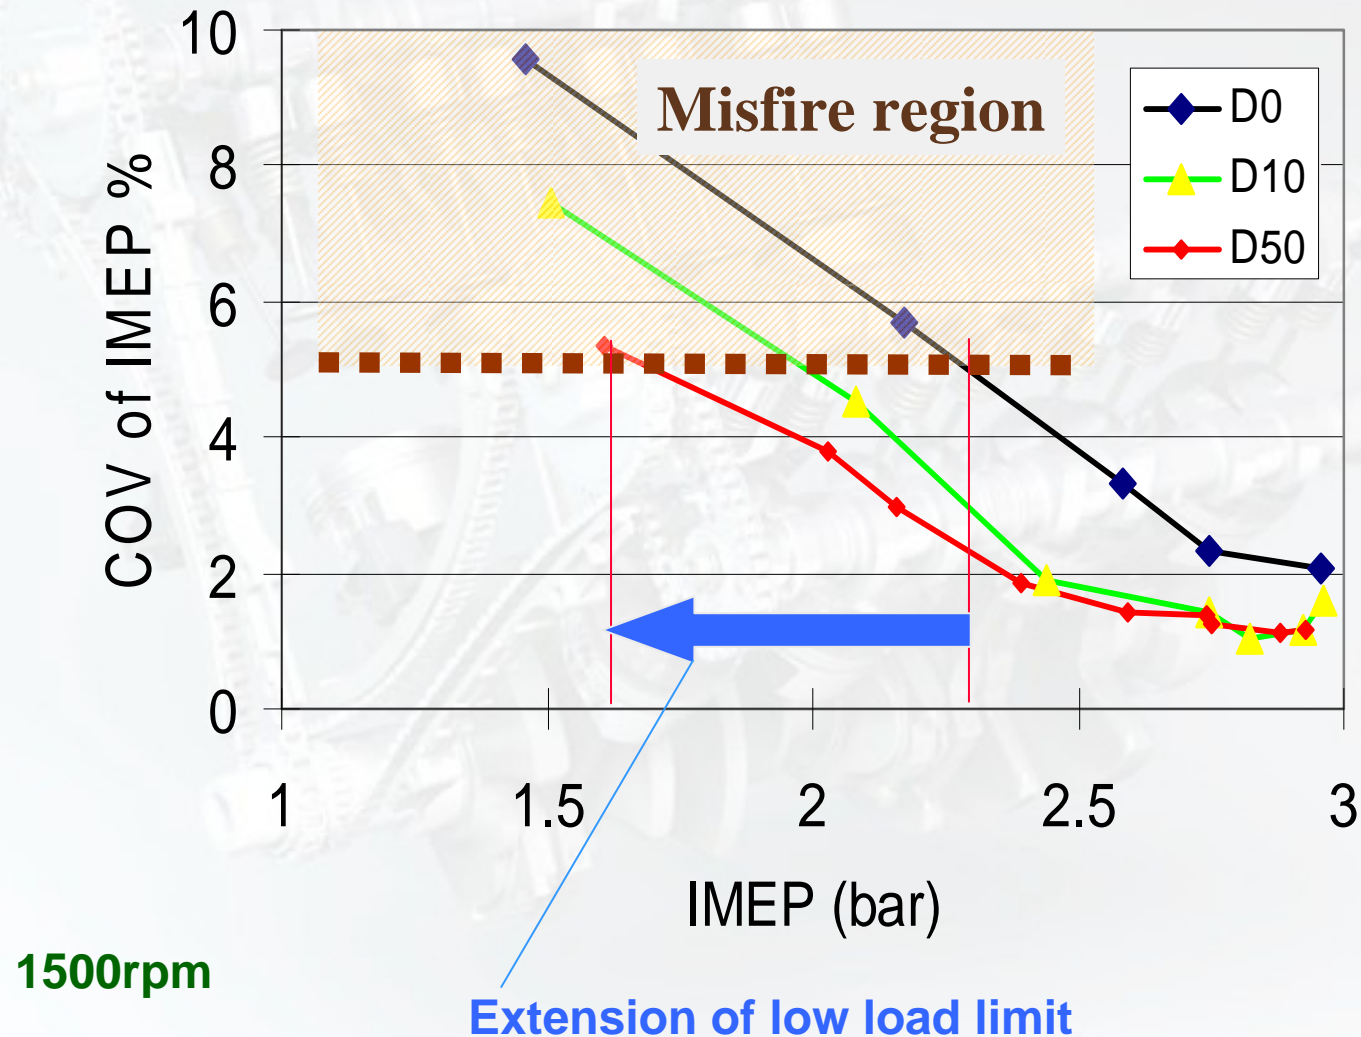 10
8
6
4
2
0
COV of IMEP %
Misfire region
D0
D10
D50
1
1.5
2
2.5
3
IMEP (bar)
1500rpm
Extension of low load limit